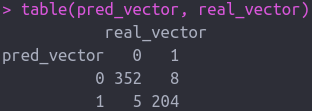 > table(pred_vector, real_vector)
real_vector
pred_vector 0 1
0 352 8
1 5 204